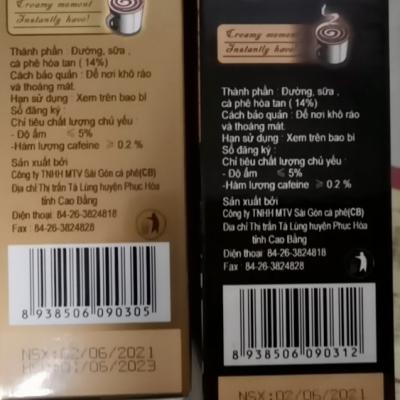 Creamy moment
Instantly have!
Thành phần : Đường, sữa ,
cà phê hòa tan ( 14%)
Cách bảo quản : Để nơi khô ráo
và thoáng mát.
Hạn sử dụng : Xem trên bao bì
Số đăng ký :
Chỉ tiêu chất lượng chủ yếu :
- Độ ẩm ≤ 5%
-Hàm lượng cafeine ≥ 0.2 %
Sản xuất bởi
Công ty TNHH MTV Sài Gòn cà phê(CB)
Địa chỉ Thị trấn Tà Lùng huyện Phục Hòa
tỉnh Cao Bằng
Điện thoại: 84-26-3824818
Fax : 84-26-3824828
8 938506 090305
NSX:02/06/2021
HSD:01/06/2023
Creamy moment
Instantly have!
Thành phần : Đường, sữa ,
cà phê hòa tan ( 14%)
Cách bảo quản : Để nơi khô ráo
và thoáng mát.
Hạn sử dụng : Xem trên bao bì
Số đăng ký :
Chỉ tiêu chất lượng chủ yếu :
- Độ ẩm ≤ 5%
-Hàm lượng cafeine ≥ 0.2 %
Sản xuất bởi
Công ty TNHH MTV Sài Gòn cà phê(CB)
Địa chỉ Thị trấn Tà Lùng huyện Phục Hòa
tỉnh Cao Bằng
Điện thoại: 84-26-3824818
Fax : 84-26-3824828
8 938506 090312
NSX:02/06/2021